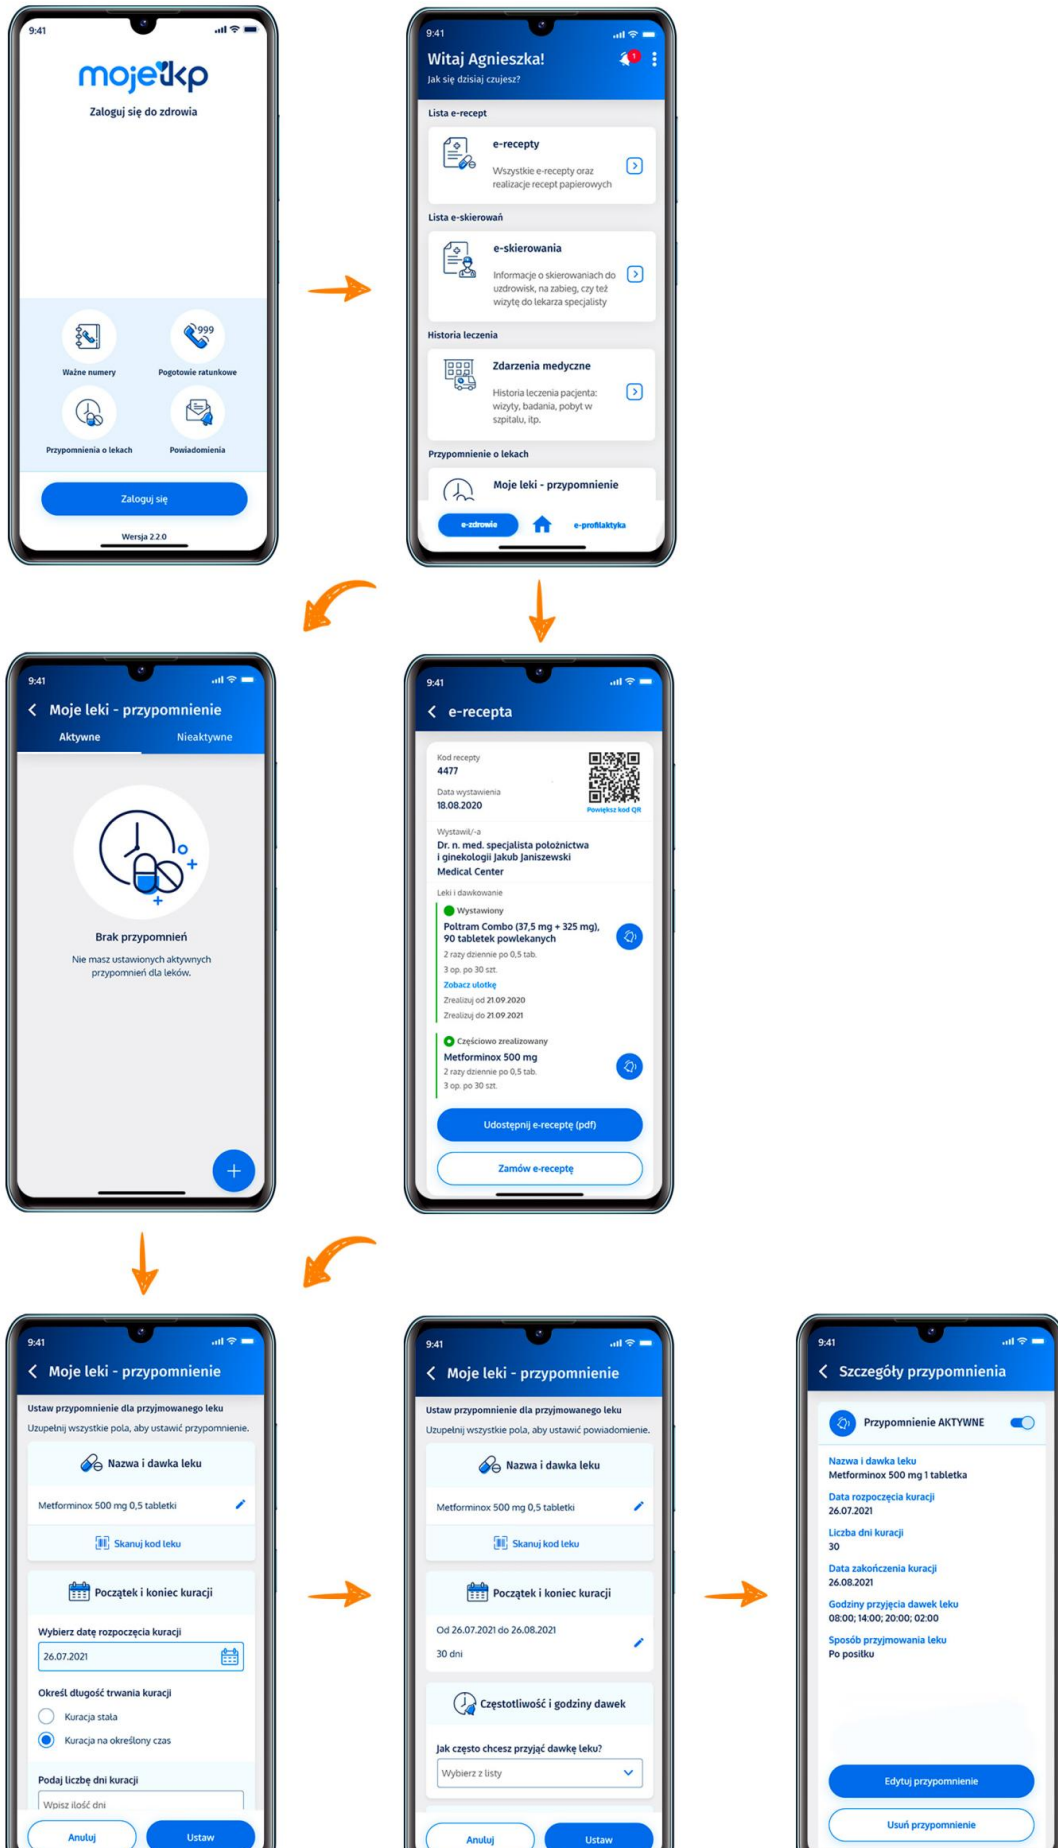 9:41
mojeikp
Zaloguj się do zdrowia
999
Ważne numery
Pogotowie ratunkowe
Przypomnienia o lekach
Powiadomienia
Zaloguj się
Wersja 2.2.0
9:41
Witaj Agnieszka!
1
Jak się dzisiaj czujesz?
Lista e-recept
e-recepty
Wszystkie e-recepty oraz
realizacje recept papierowych
Lista e-skierowań
e-skierowania
Informacje o skierowaniach do
uzdrowisk, na zabieg, czy też
wizytę do lekarza specjalisty
Historia leczenia
Zdarzenia medyczne
Historia leczenia pacjenta:
wizyty, badania, pobyt w
szpitalu, itp.
Przypomnienie o lekach
Moje leki - przypomnienie
e-zdrowie
e-profilaktyka
9:41
Moje leki - przypomnienie
Aktywne
Nieaktywne
Brak przypomnień
Nie masz ustawionych aktywnych
przypomnień dla leków.
9:41
e-recepta
Kod recepty
4477
Data wystawienia
18.08.2020
Powiększ kod QR
Wystawił/-a
Dr. n. med. specjalista położnictwa
i ginekologii Jakub Janiszewski
Medical Center
Leki i dawkowanie
Wystawiony
Poltram Combo (37,5 mg + 325 mg),
90 tabletek powlekanych
2 razy dziennie po 0,5 tab.
3 op. po 30 szt.
Zobacz ulotkę
Zrealizuj od 21.09.2020
Zrealizuj do 21.09.2021
Częściowo zrealizowany
Metforminox 500 mg
2 razy dziennie po 0,5 tab.
3 op. po 30 szt.
Udostępnij e-receptę (pdf)
Zamów e-receptę
9:41
Moje leki - przypomnienie
Ustaw przypomnienie dla przyjmowanego leku
Uzupełnij wszystkie pola, aby ustawić przypomnienie.
Nazwa i dawka leku
Metforminox 500 mg 0,5 tabletki
Skanuj kod leku
Początek i koniec kuracji
Wybierz datę rozpoczęcia kuracji
26.07.2021
Określ długość trwania kuracji
Kuracja stała
Kuracja na określony czas
Podaj liczbę dni kuracji
Wpisz ilość dni
Anuluj
Ustaw
9:41
Moje leki - przypomnienie
Ustaw przypomnienie dla przyjmowanego leku
Uzupełnij wszystkie pola, aby ustawić powiadomienie.
Nazwa i dawka leku
Metforminox 500 mg 0,5 tabletki
Skanuj kod leku
Początek i koniec kuracji
Od 26.07.2021 do 26.08.2021
30 dni
Częstotliwość i godziny dawek
Jak często chcesz przyjąć dawkę leku?
Wybierz z listy
Anuluj
Ustaw
9:41
Szczegóły przypomnienia
Przypomnienie AKTYWNE
Nazwa i dawka leku
Metforminox 500 mg 1 tabletka
Data rozpoczęcia kuracji
26.07.2021
Liczba dni kuracji
30
Data zakończenia kuracji
26.08.2021
Godziny przyjęcia dawek leku
08:00; 14:00; 20:00; 02:00
Sposób przyjmowania leku
Po posiłku
Edytuj przypomnienie
Usuń przypomnienie